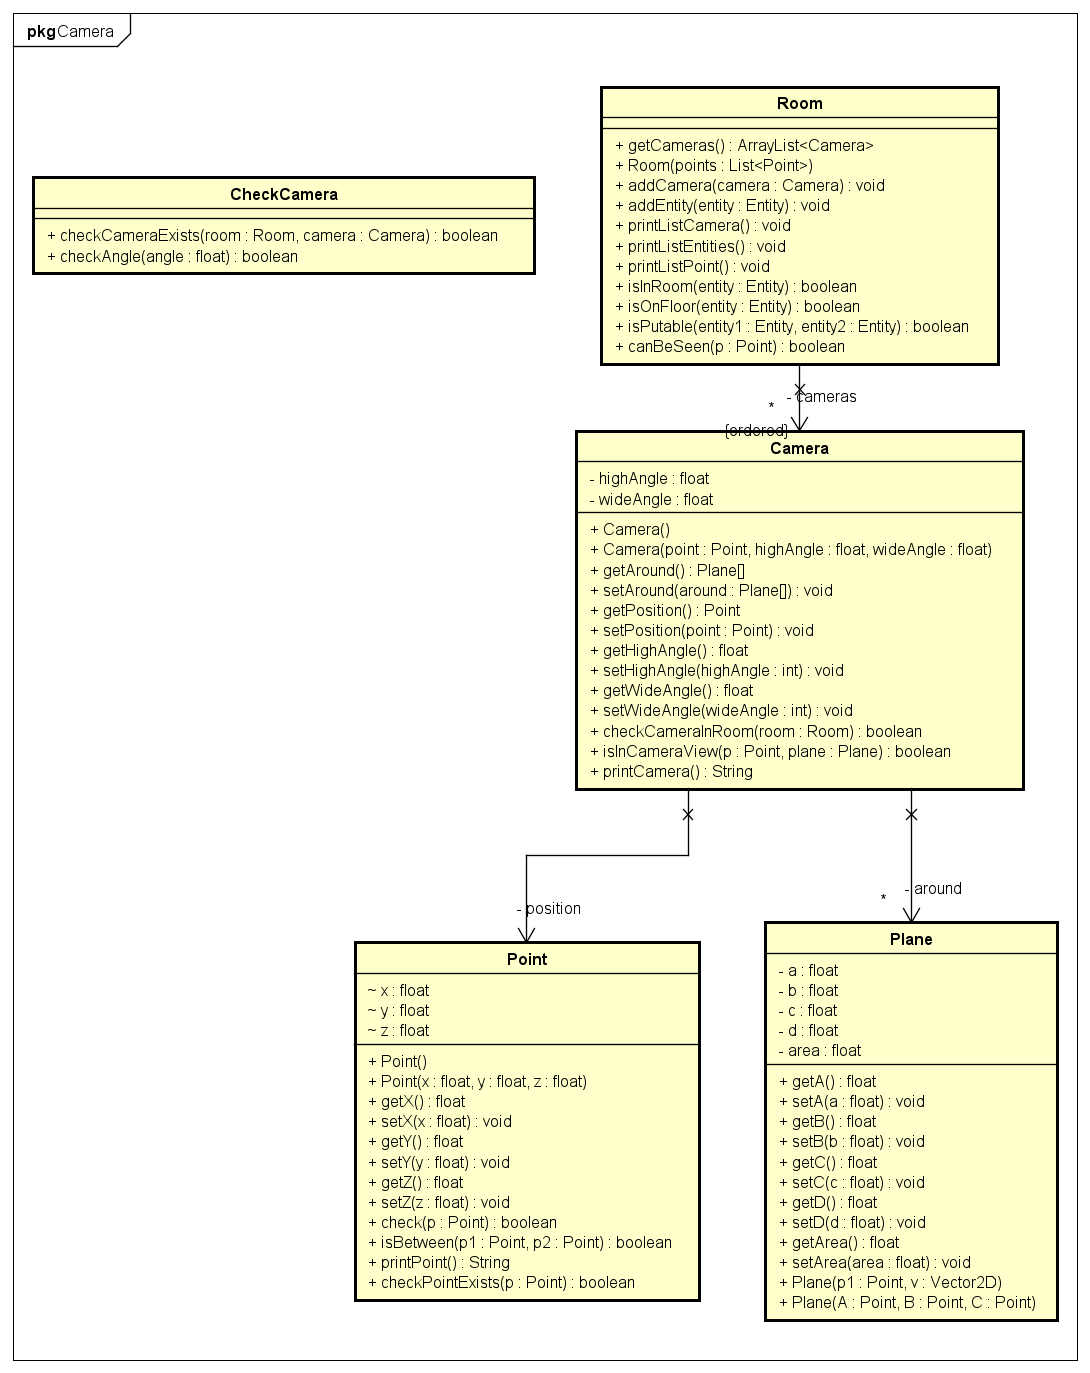 pkg Camera
Room
+ getCameras() : ArrayList<Camera>
+ Room(points : List<Point>)
+ addCamera(camera : Camera) : void
+ addEntity(entity : Entity) : void
+ printListCamera() : void
+ printListEntities() : void
+ printListPoint() : void
+ isInRoom(entity : Entity) : boolean
+ isOnFloor(entity : Entity) : boolean
+ isPutable(entity1 : Entity, entity2 : Entity) : boolean
+ canBeSeen(p : Point) : boolean
CheckCamera
+ checkCameraExists(room : Room, camera : Camera) : boolean
+ checkAngle(angle : float) : boolean
- cameras
*
{ordered}
Camera
- highAngle : float
- wideAngle : float
+ Camera()
+ Camera(point : Point, highAngle : float, wideAngle : float)
+ getAround() : Plane[]
+ setAround(around : Plane[]) : void
+ getPosition() : Point
+ setPosition(point : Point) : void
+ getHighAngle() : float
+ setHighAngle(highAngle : int) : void
+ getWideAngle() : float
+ setWideAngle(wideAngle : int) : void
+ checkCameraInRoom(room : Room) : boolean
+ isInCameraView(p : Point, plane : Plane) : boolean
+ printCamera() : String
- position
- around
*
Point
~ x : float
~ y : float
~ z : float
+ Point()
+ Point(x : float, y : float, z : float)
+ getX() : float
+ setX(x : float) : void
+ getY() : float
+ setY(y : float) : void
+ getZ() : float
+ setZ(z : float) : void
+ check(p : Point) : boolean
+ isBetween(p1 : Point, p2 : Point) : boolean
+ printPoint() : String
+ checkPointExists(p : Point) : boolean
Plane
- a : float
- b : float
- c : float
- d : float
- area : float
+ getA() : float
+ setA(a : float) : void
+ getB() : float
+ setB(b : float) : void
+ getC() : float
+ setC(c : float) : void
+ getD() : float
+ setD(d : float) : void
+ getArea() : float
+ setArea(area : float) : void
+ Plane(p1 : Point, v : Vector2D)
+ Plane(A : Point, B : Point, C : Point)